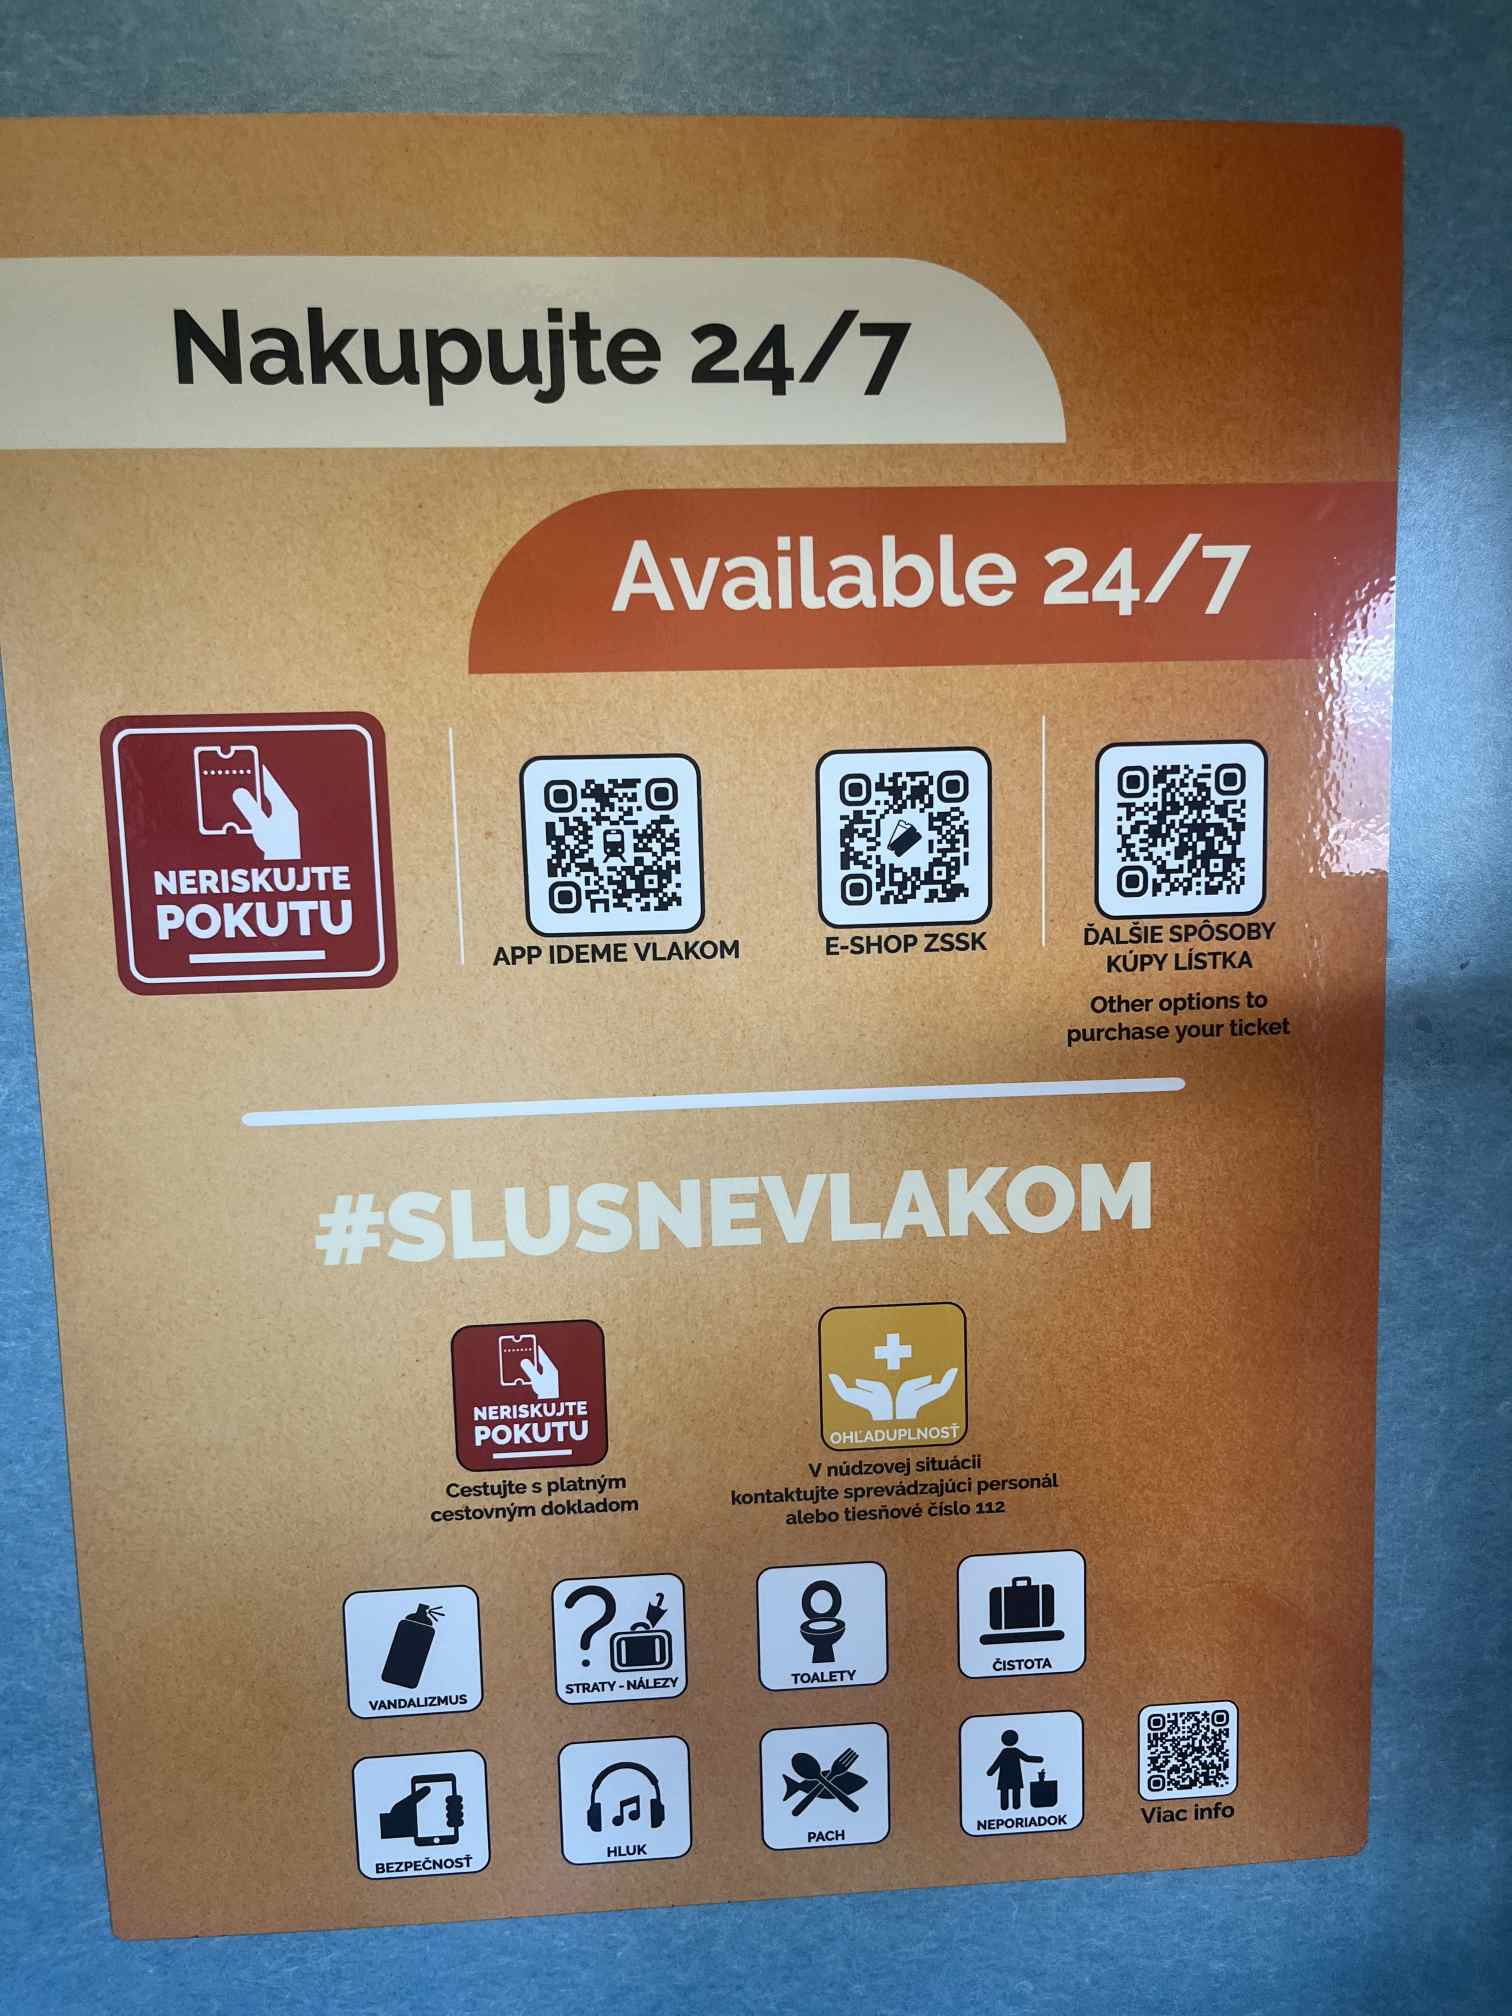 Nakupujte 24/7
Available 24/7
NERISKUJTE
POKUTU
APP IDEME VLAKOM
E-SHOP ZSSK
ĎALŠIE SPÔSOBY
KÚPY LÍSTKA
Other options to
purchase your ticket
#SLUSNEVLAKOM
NERISKUJTE
POKUTU
Cestujte s platným
cestovným dokladom
OHĽADUPLNOSŤ
V núdzovej situácii
kontaktujte sprevádzajúci personál
alebo tiesňové číslo 112
VANDALIZMUS
STRATY - NÁLEZY
TOALETY
ČISTOTA
BEZPEČNOSŤ
HLUK
PACH
NEPORIADOK
Viac info